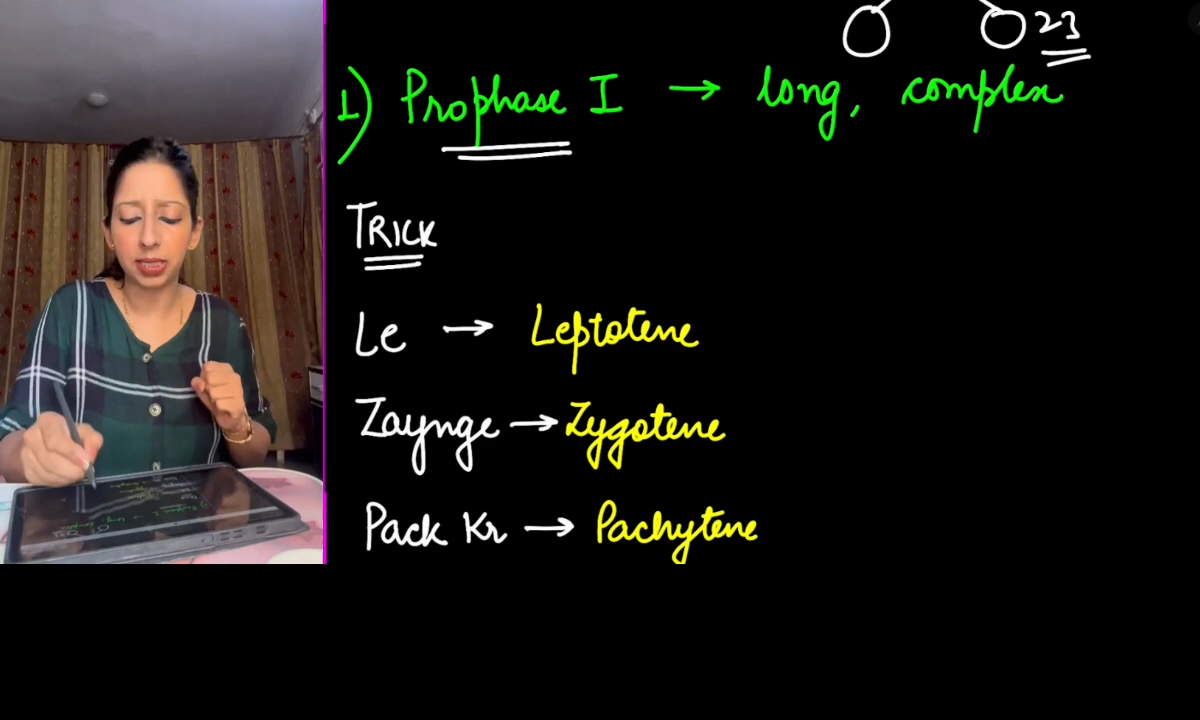 23
1) Prophase I → long, complex
TRICK
Le → Leptotene
Zaynge → Zygotene
Pack Kr → Pachytene